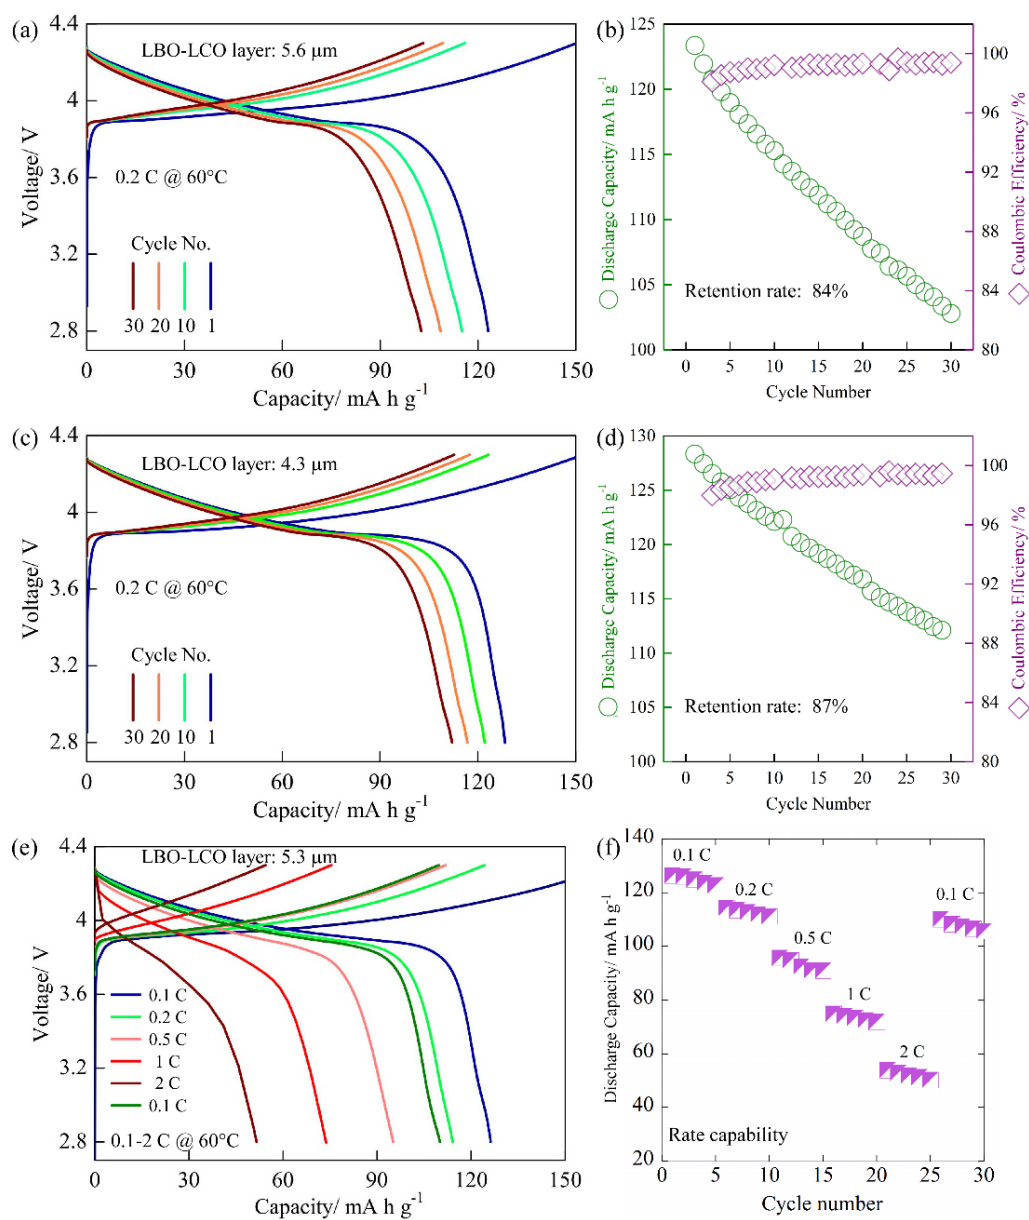 (a)
4.4
4
3.6
3.2
2.8
Voltage/ V
LBO-LCO layer: 5.6 μm
0.2 C @ 60°C
Cycle No.
30 20 10 1
0 30 60 90 120 150
Capacity/ mA h g-1
(b)
125
120
115
110
105
100
Discharge Capacity/ mA h g-1
100
96
92
88
84
80
Coulombic Efficiency/ %
Retention rate: 84%
0 5 10 15 20 25 30
Cycle Number
(c)
4.4
4
3.6
3.2
2.8
Voltage/ V
LBO-LCO layer: 4.3 μm
0.2 C @ 60°C
Cycle No.
30 20 10 1
0 30 60 90 120 150
Capacity/ mA h g-1
(d)
130
125
120
115
110
105
100
Discharge Capacity/ mA h g-1
100
96
92
88
84
80
Coulombic Efficiency/ %
Retention rate: 87%
0 5 10 15 20 25 30
Cycle Number
(e)
4.4
4
3.6
3.2
2.8
Voltage/ V
LBO-LCO layer: 5.3 μm
0.1 C
0.2 C
0.5 C
1 C
2 C
0.1 C
0.1-2 C @ 60°C
0 30 60 90 120 150
Capacity/ mA h g-1
(f)
140
120
100
80
60
40
20
Discharge Capacity/ mA h g-1
0.1 C
0.2 C
0.5 C
1 C
2 C
0.1 C
Rate capability
0 5 10 15 20 25 30
Cycle number